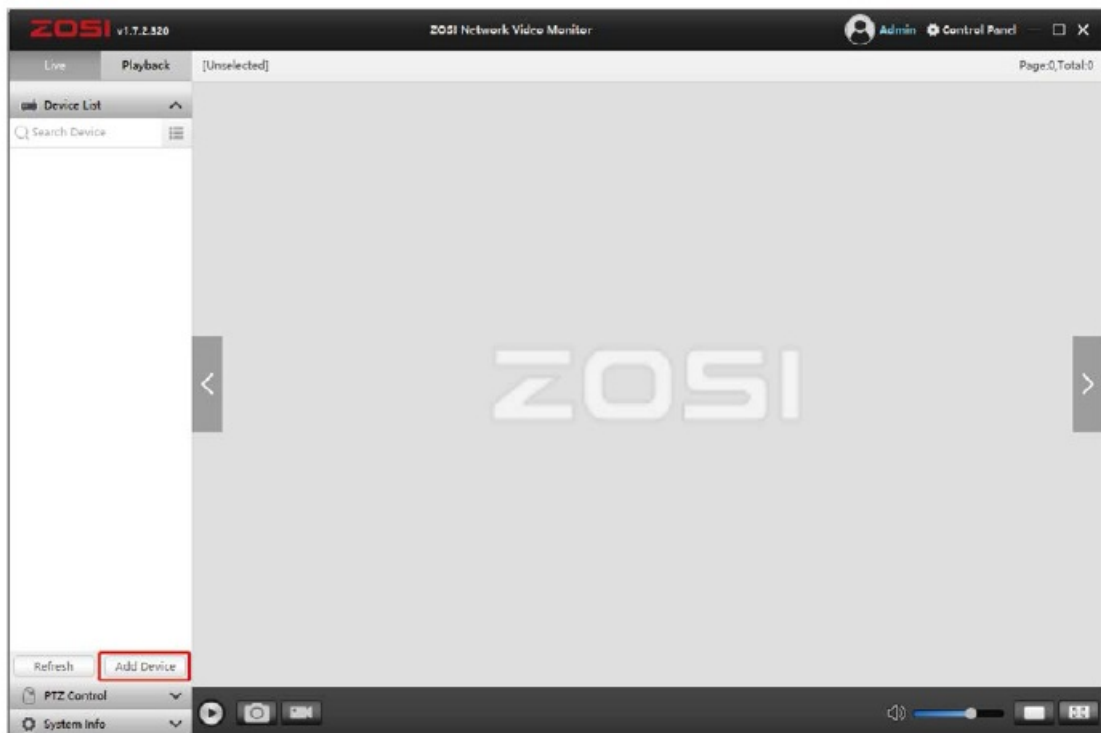 ZOSI v1.7.2.820
ZOSI Network Video Monitor
Admin Control Panel
Live Playback
[Unselected]
Page:0,Total:0
Device List
Search Device
ZOSI
Refresh Add Device
PTZ Control
System Info